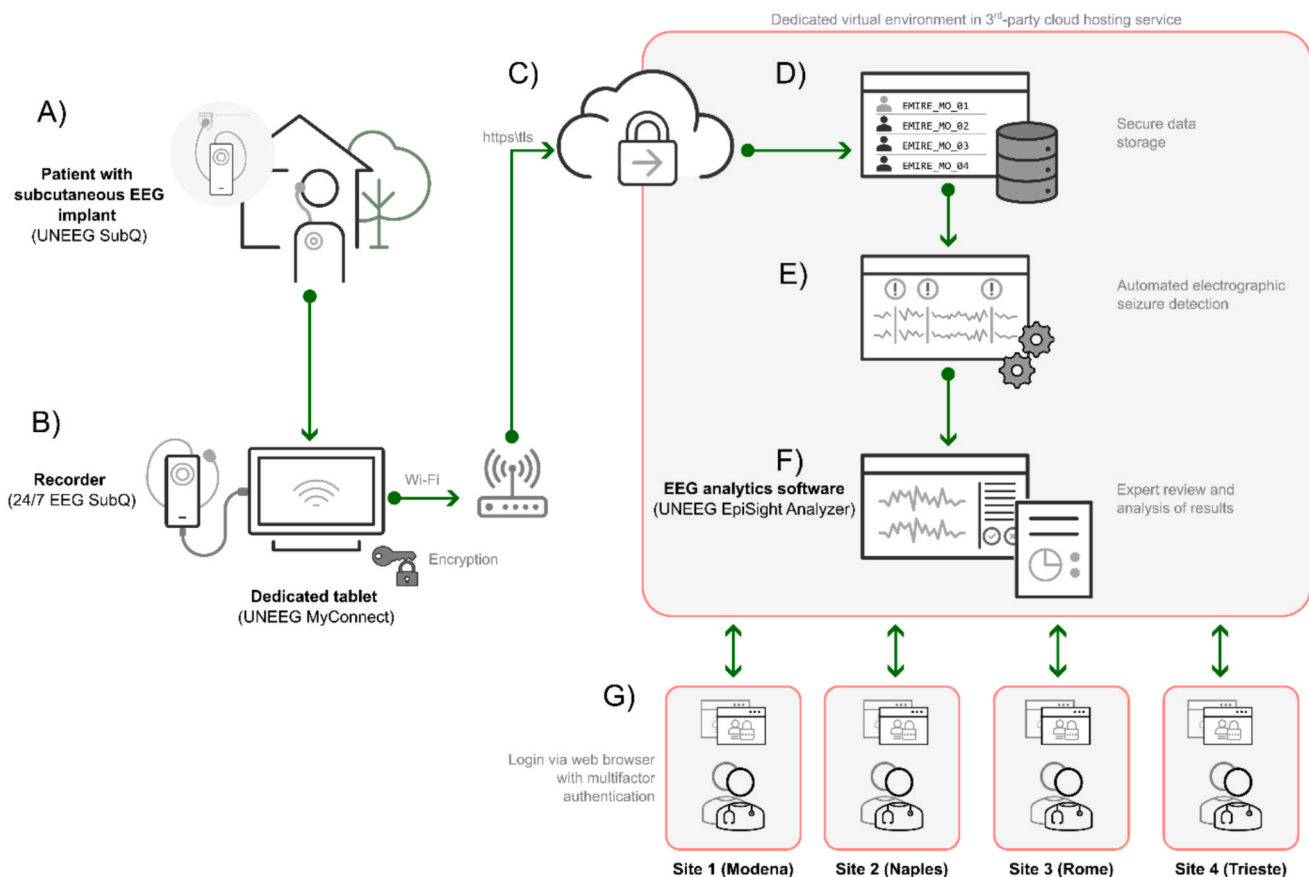 Dedicated virtual environment in 3rd-party cloud hosting service
A)
Patient with
subcutaneous EEG
implant
(UNEEG SubQ)
B)
Recorder
(24/7 EEG SubQ)
Wi-Fi
Encryption
Dedicated tablet
(UNEEG MyConnect)
C)
https\tls
D)
EMIRE_MO_01
EMIRE_MO_02
EMIRE_MO_03
EMIRE_MO_04
Secure data
storage
E)
Automated electrographic
seizure detection
F)
EEG analytics software
(UNEEG EpiSight Analyzer)
Expert review and
analysis of results
G)
Login via web browser
with multifactor
authentication
Site 1 (Modena)
Site 2 (Naples)
Site 3 (Rome)
Site 4 (Trieste)